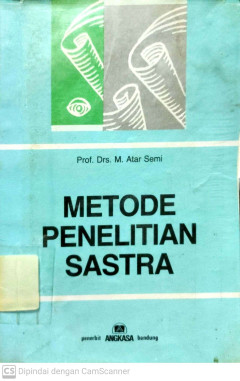 Prof. Drs. M. Atar Semi
METODE
PENELITIAN
SASTRA
penerbit ANGKASA bandung
CS Dipindai dengan CamScanner